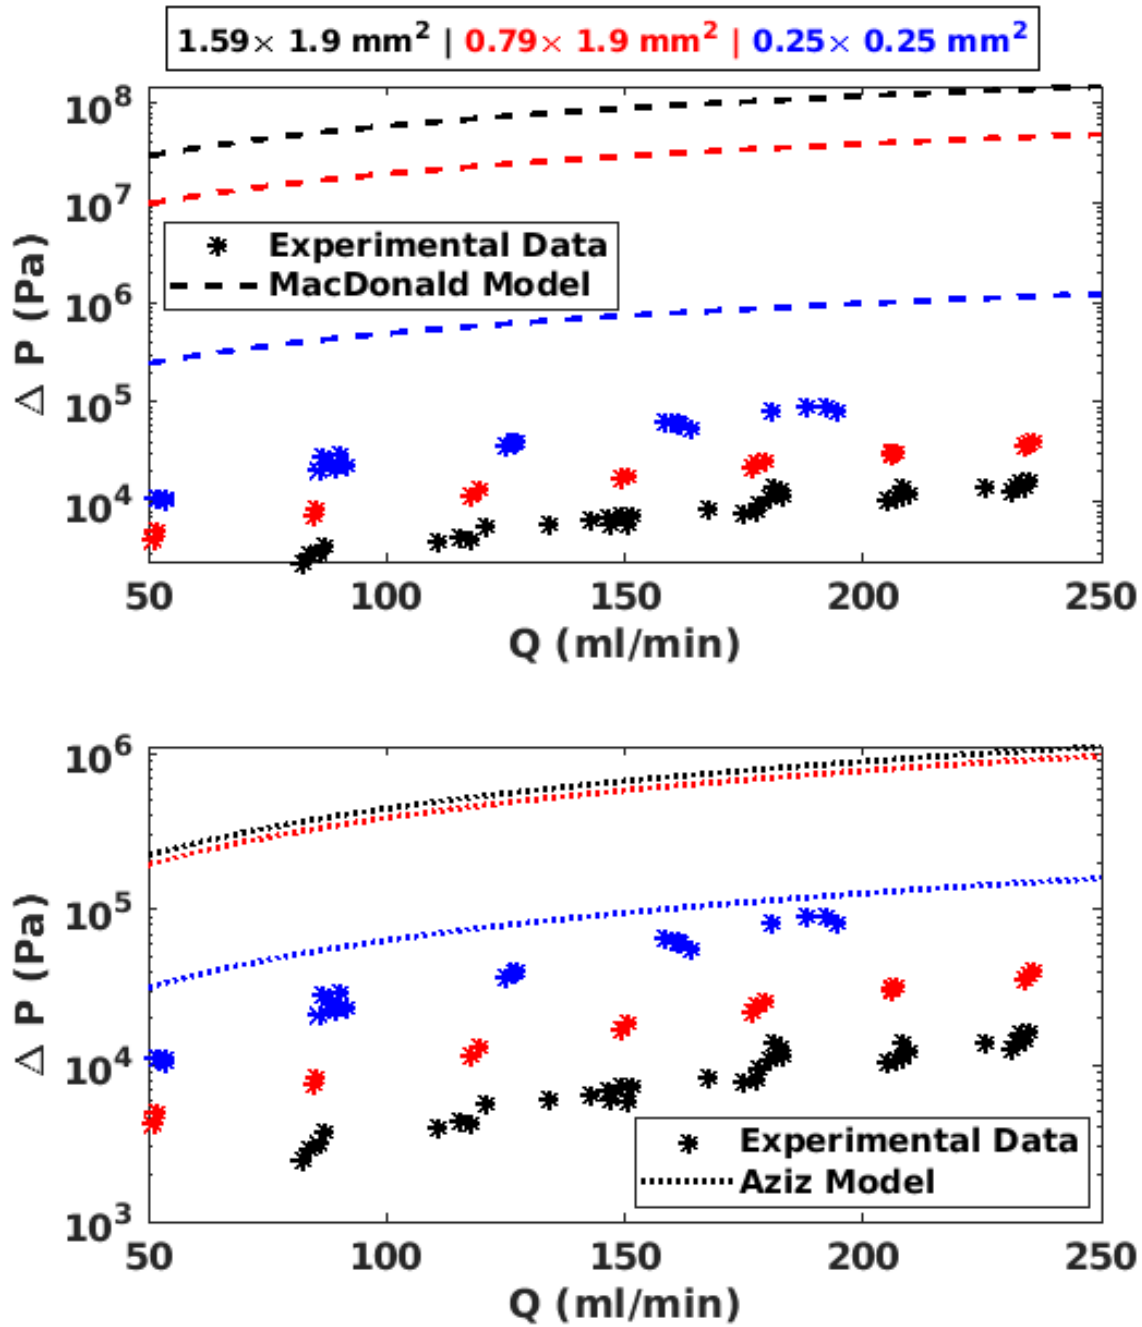 1.59× 1.9 mm² | 0.79× 1.9 mm² | 0.25× 0.25 mm²
10⁸
10⁷
10⁶
10⁵
10⁴
Δ P (Pa)
Experimental Data
MacDonald Model
50 100 150 200 250
Q (ml/min)
10⁶
10⁵
10⁴
10³
Δ P (Pa)
Experimental Data
Aziz Model
50 100 150 200 250
Q (ml/min)